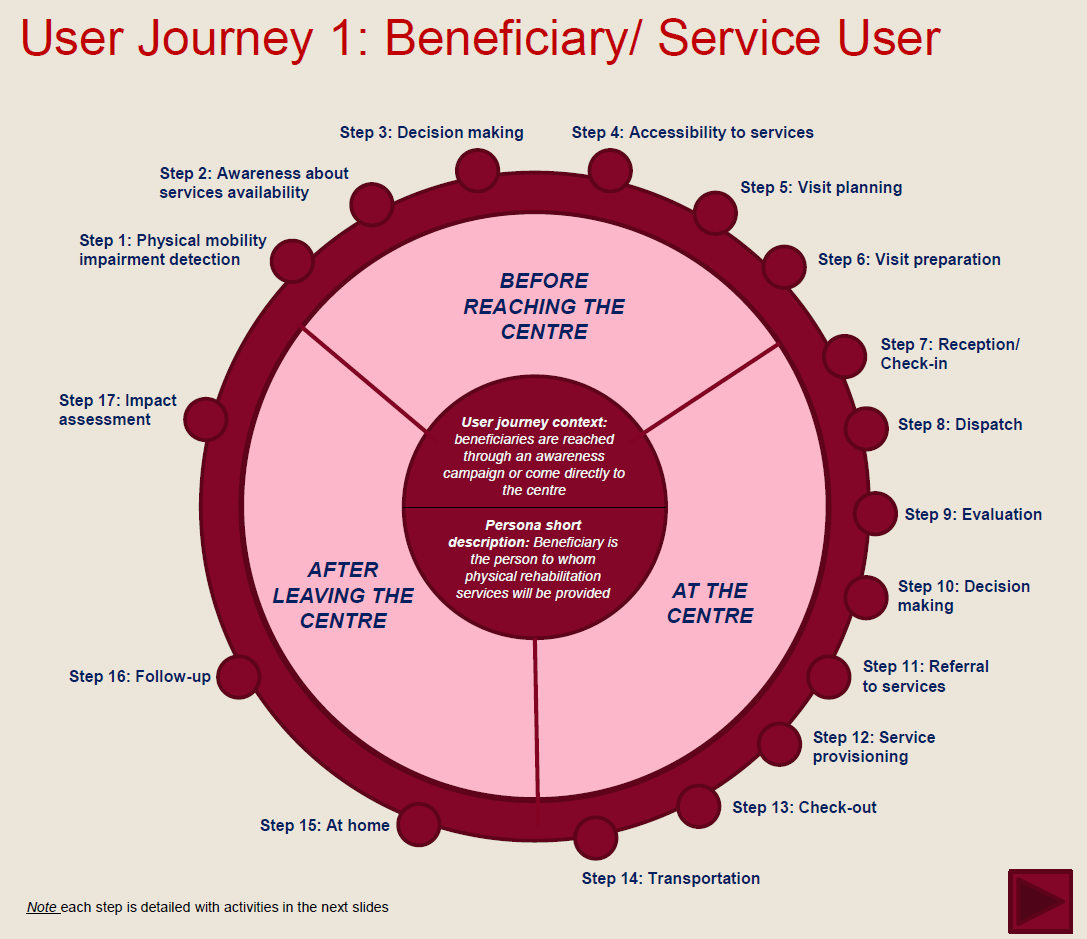 User Journey 1: Beneficiary/ Service User
Step 3: Decision making
Step 4: Accessibility to services
Step 2: Awareness about
services availability
Step 5: Visit planning
Step 1: Physical mobility
impairment detection
Step 6: Visit preparation
BEFORE
REACHING THE
CENTRE
Step 7: Reception/
Check-in
Step 17: Impact
assessment
Step 8: Dispatch
User journey context:
beneficiaries are reached
through an awareness
campaign or come directly to
the centre
Step 9: Evaluation
Persona short
description: Beneficiary is
the person to whom
physical rehabilitation
services will be provided
AFTER
LEAVING THE
CENTRE
AT THE
CENTRE
Step 10: Decision
making
Step 16: Follow-up
Step 11: Referral
to services
Step 12: Service
provisioning
Step 13: Check-out
Step 15: At home
Step 14: Transportation
Note each step is detailed with activities in the next slides